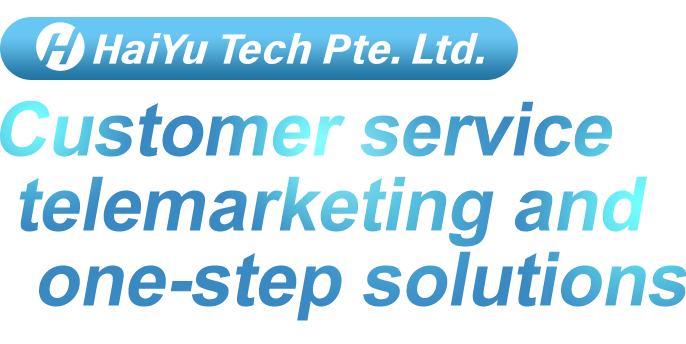 HaiYu Tech Pte. Ltd.
Customer service
telemarketing and
one-step solutions